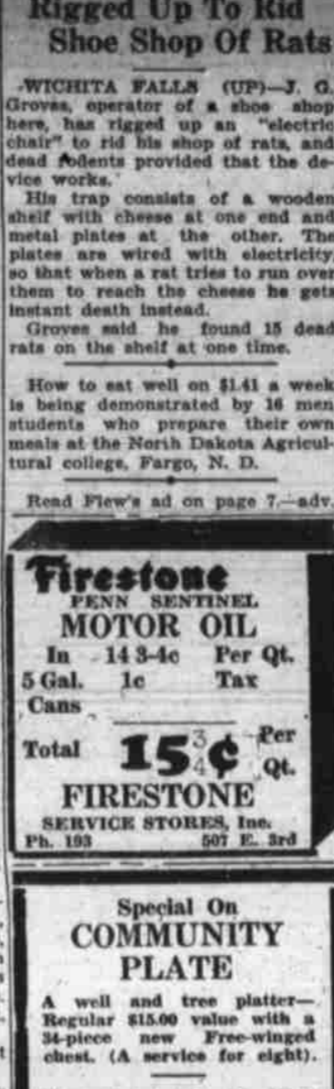 Rigged Up To Rid
Shoe Shop Of Rats
WICHITA FALLS (UP)—J. G.
Groves, operator of a shoe shop
here, has rigged up an "electric
chair" to rid his shop of rats, and
dead rodents provided that the de-
vice works.
His trap consists of a wooden
shelf with cheese at one end and
metal plates at the other. The
plates are wired with electricity
so that when a rat tries to run over
them to reach the cheese he gets
instant death instead.
Groves said he found 15 dead
rats on the shelf at one time.
How to eat well on $1.41 a week
is being demonstrated by 16 men
students who prepare their own
meals at the North Dakota Agricul-
tural college, Fargo, N. D.
Read Flew's ad on page 7.—adv.
Firestone
PENN SENTINEL
MOTOR OIL
In 14 3-4c Per Qt.
5 Gal. 1c Tax
Cans
Total 15 3/4¢ Per Qt.
FIRESTONE
SERVICE STORES, Inc.
Ph. 193 507 E. 3rd
Special On
COMMUNITY
PLATE
A well and tree platter—
Regular $15.00 value with a
34-piece new Free-winged
chest. (A service for eight).